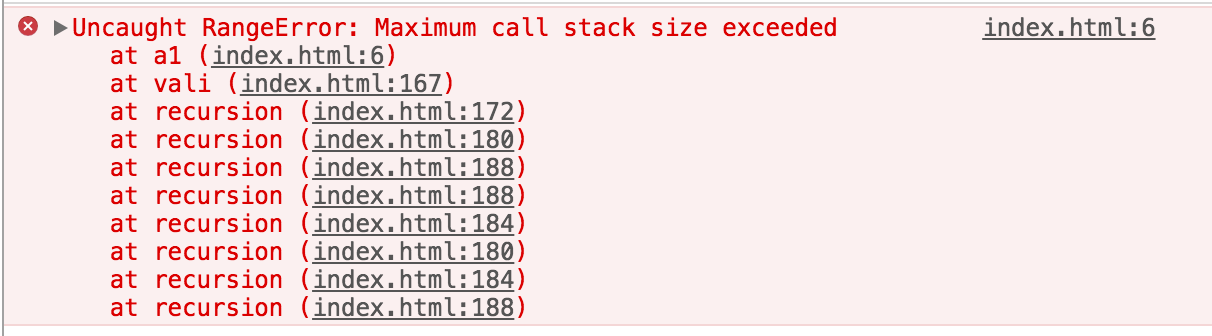 Uncaught RangeError: Maximum call stack size exceeded index.html:6
at a1 (index.html:6)
at vali (index.html:167)
at recursion (index.html:172)
at recursion (index.html:180)
at recursion (index.html:188)
at recursion (index.html:188)
at recursion (index.html:184)
at recursion (index.html:180)
at recursion (index.html:184)
at recursion (index.html:188)